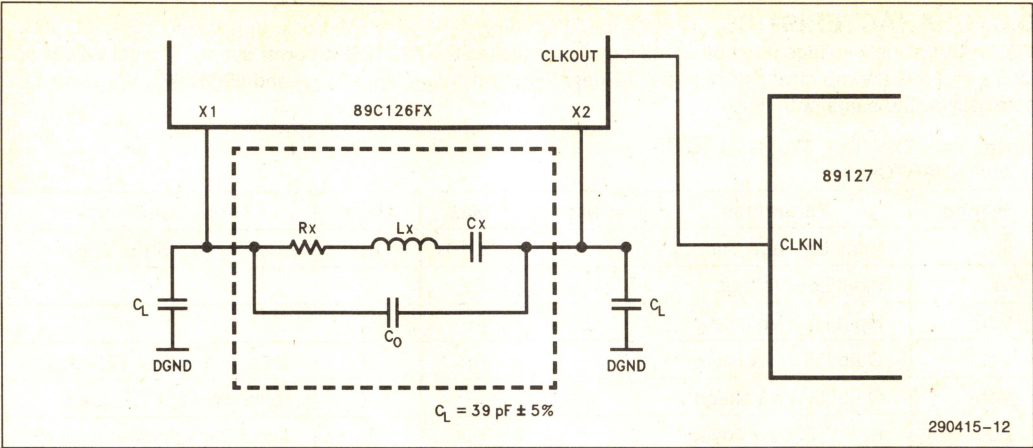 CLKOUT
X1
89C126FX
X2
89127
Rx
Lx
Cx
CLKIN
CL
CO
CL
DGND
DGND
CL = 39 pF ± 5%
290415-12